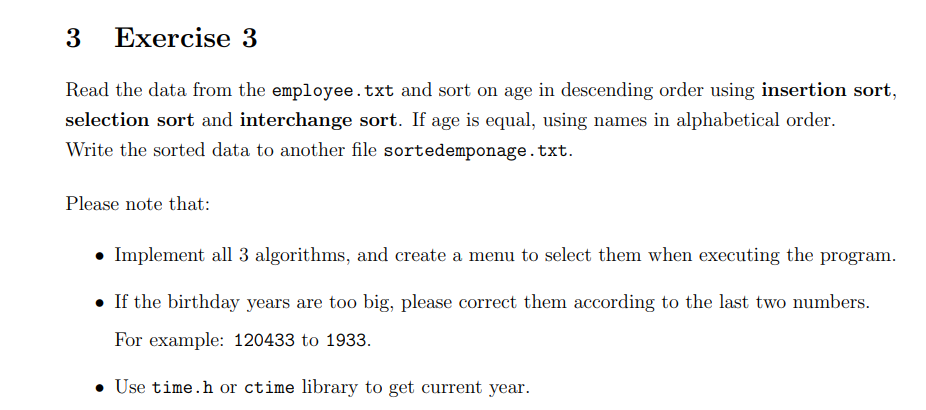 3 Exercise 3
Read the data from the employee.txt and sort on age in descending order using insertion sort,
selection sort and interchange sort. If age is equal, using names in alphabetical order.
Write the sorted data to another file sortedemponage.txt.
Please note that:
• Implement all 3 algorithms, and create a menu to select them when executing the program.
• If the birthday years are too big, please correct them according to the last two numbers.
For example: 120433 to 1933.
• Use time.h or ctime library to get current year.